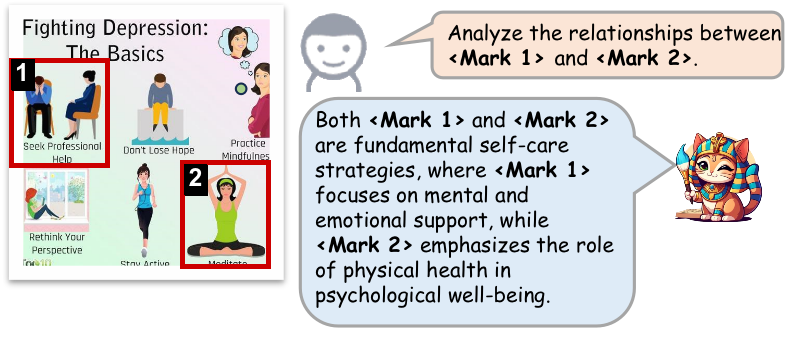 Fighting Depression:
The Basics
1
Seek Professional
Help
Don't Lose Hope
Practice
Mindfulnes
2
Rethink Your
Perspective
Stay Active
Meditate
Analyze the relationships between
<Mark 1> and <Mark 2>.
Both <Mark 1> and <Mark 2>
are fundamental self-care
strategies, where <Mark 1>
focuses on mental and
emotional support, while
<Mark 2> emphasizes the role
of physical health in
psychological well-being.